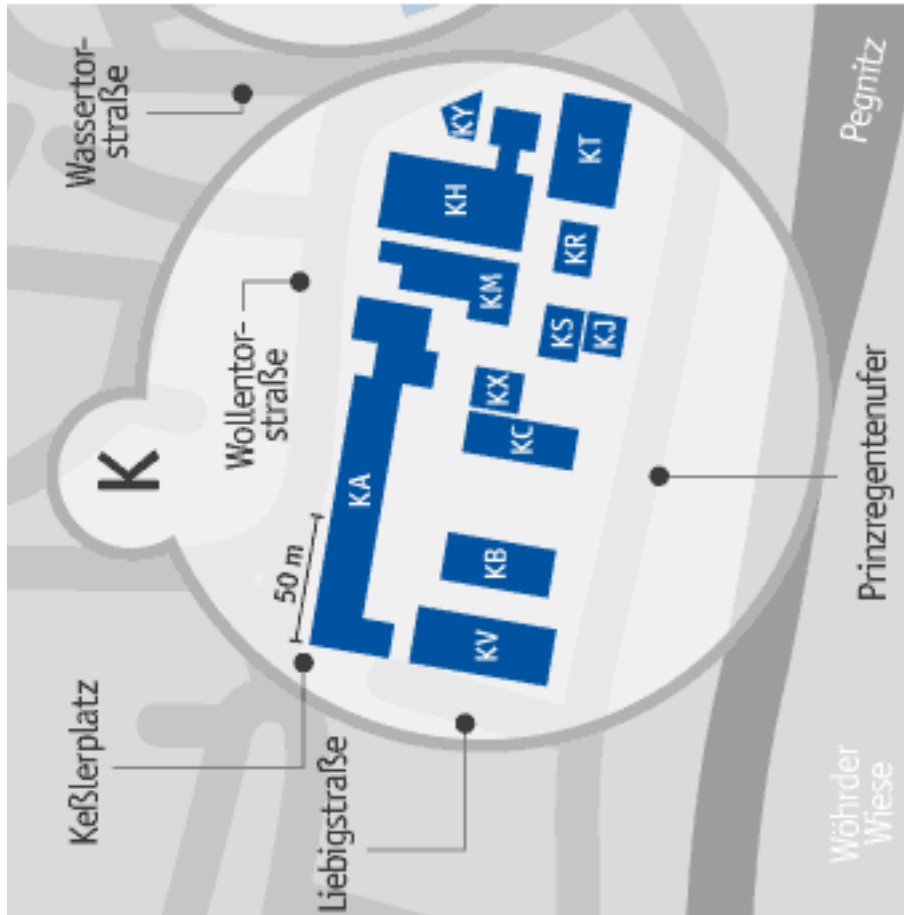 K
Keßlerplatz
Wollentor-
straße
Wassertor-
straße
50 m
Liebigstraße
KA
KM
KH
KY
KV
KB
KC
KX
KS
KJ
KR
KT
Prinzregentenufer
Wöhrder
Wiese
Pegnitz